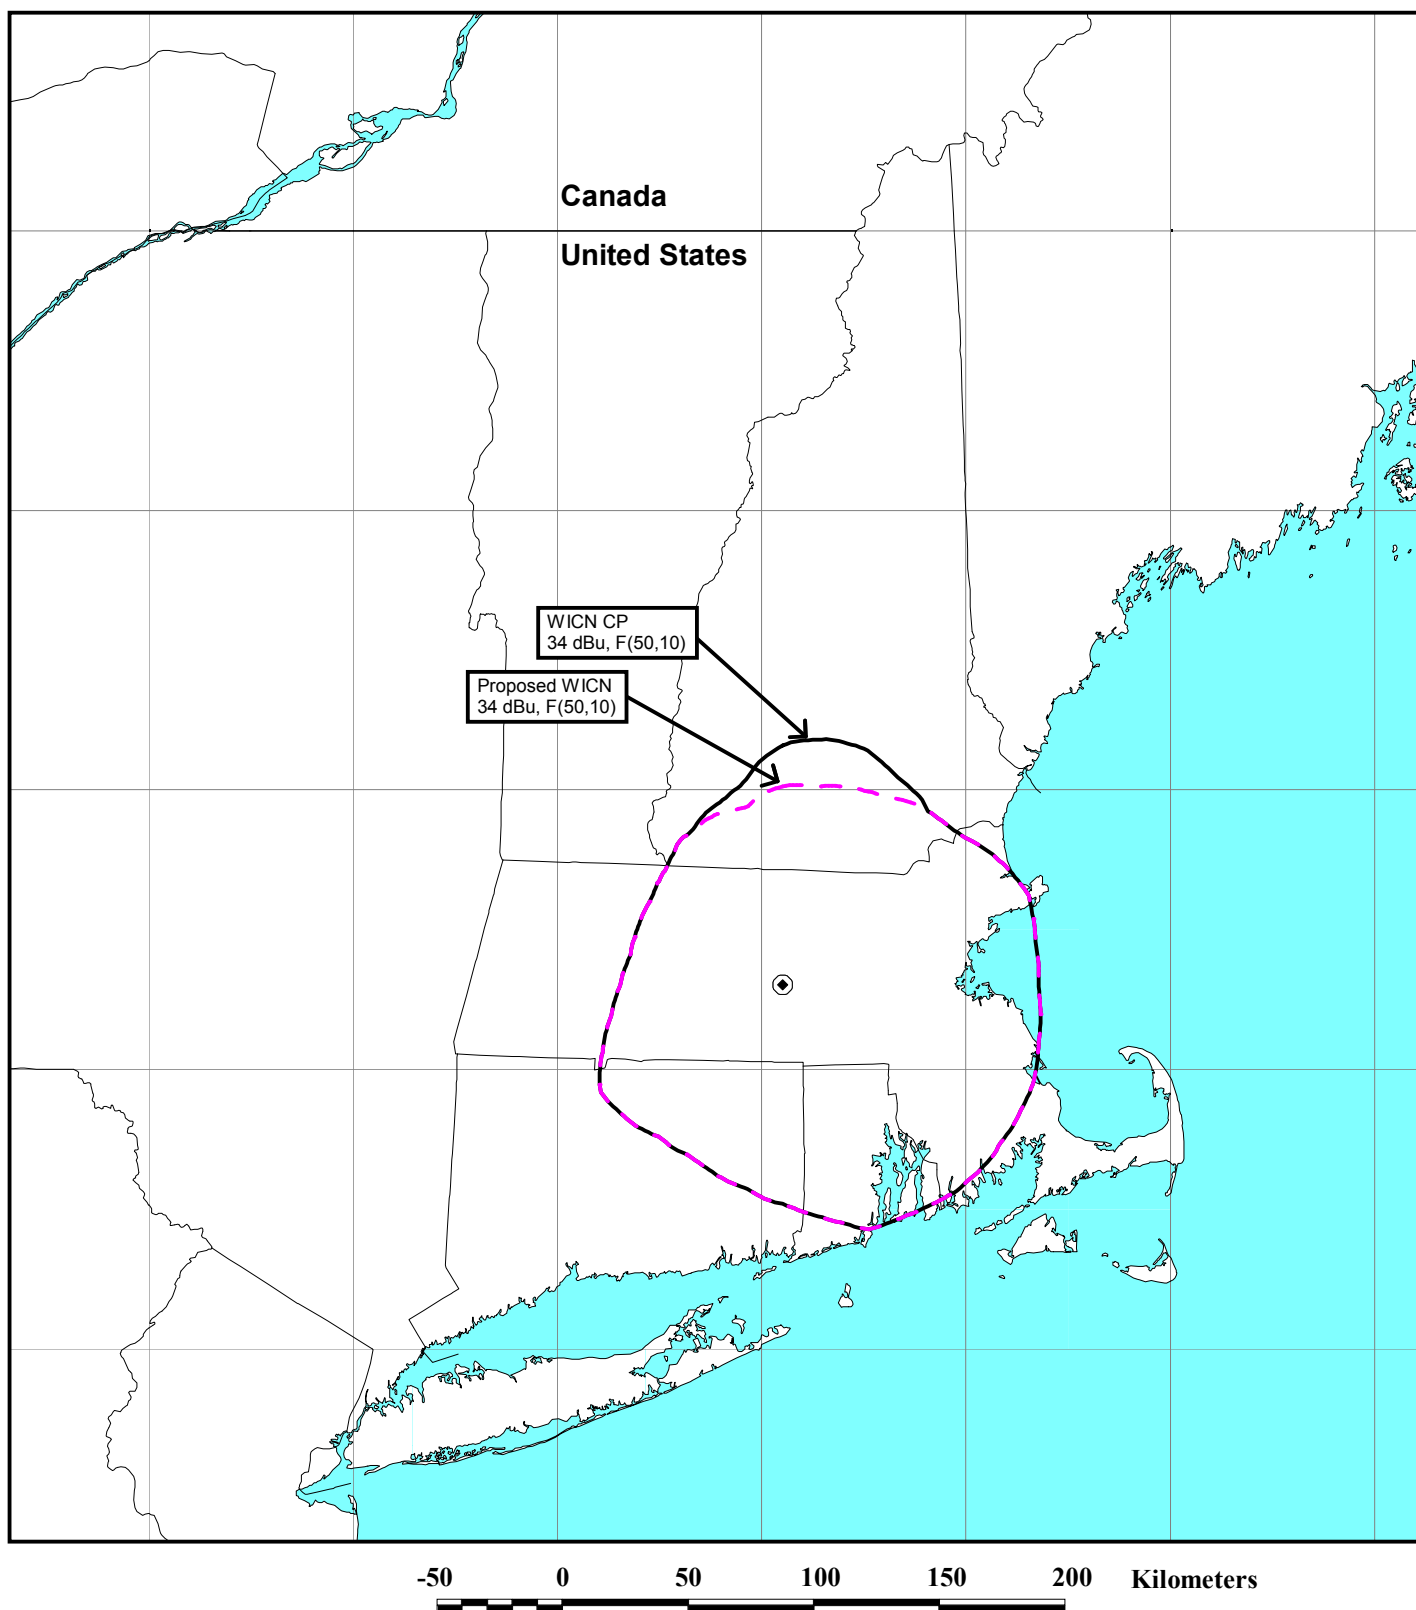 Canada
United States
WICN CP
34 dBu, F(50,10)
Proposed WICN
34 dBu, F(50,10)
-50 0 50 100 150 200 Kilometers